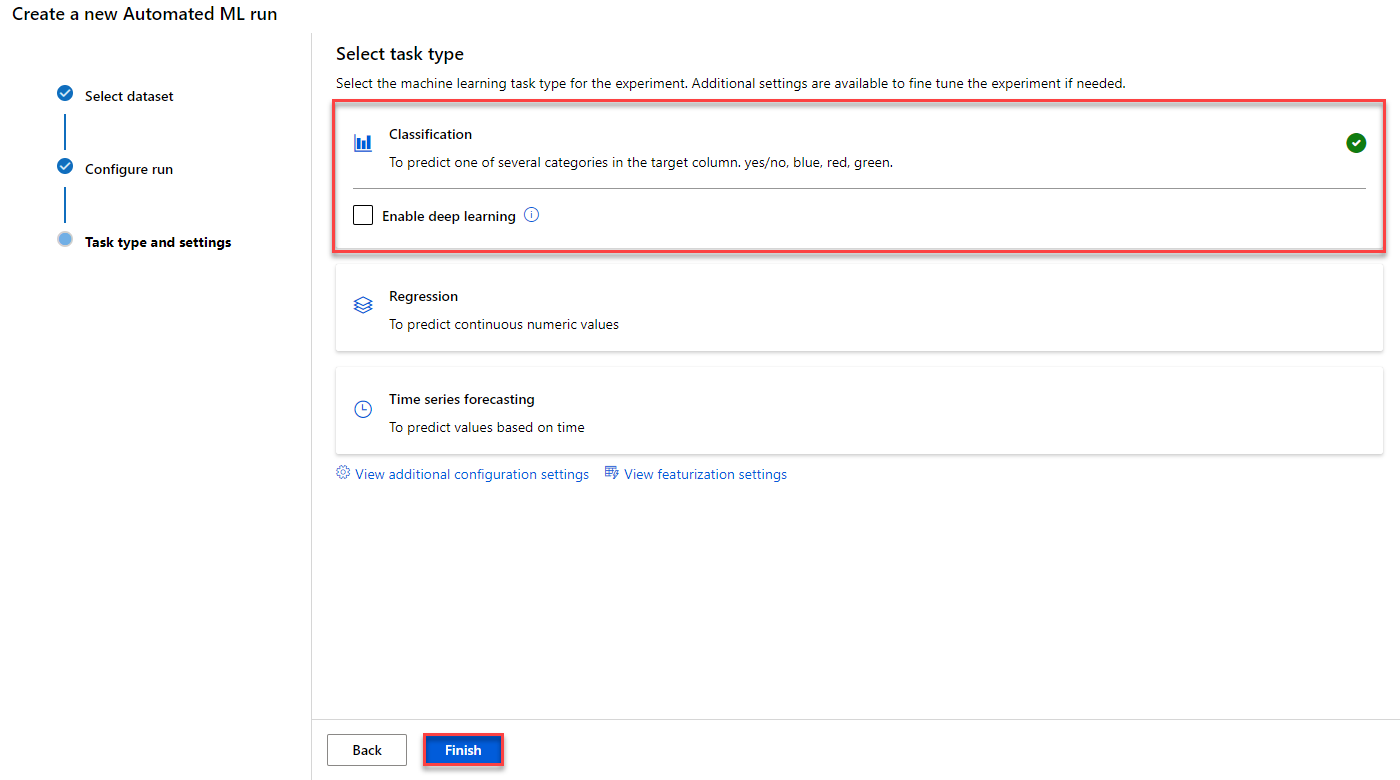 Create a new Automated ML run
Select dataset
Configure run
Task type and settings
Select task type
Select the machine learning task type for the experiment. Additional settings are available to fine tune the experiment if needed.
Classification
To predict one of several categories in the target column. yes/no, blue, red, green.
Enable deep learning
Regression
To predict continuous numeric values
Time series forecasting
To predict values based on time
View additional configuration settings View featurization settings
Back Finish